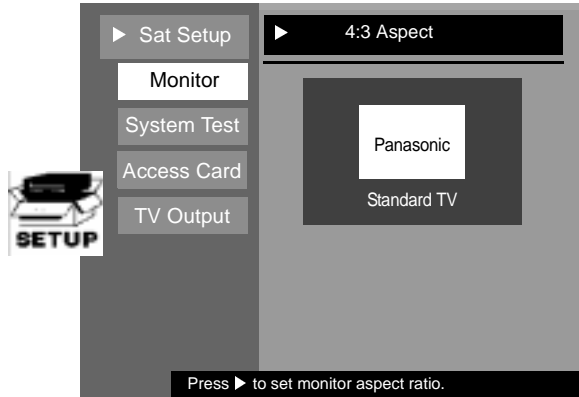 ▶ Sat Setup
Monitor
System Test
Access Card
TV Output
SETUP
▶ 4:3 Aspect
Panasonic
Standard TV
Press ▶ to set monitor aspect ratio.